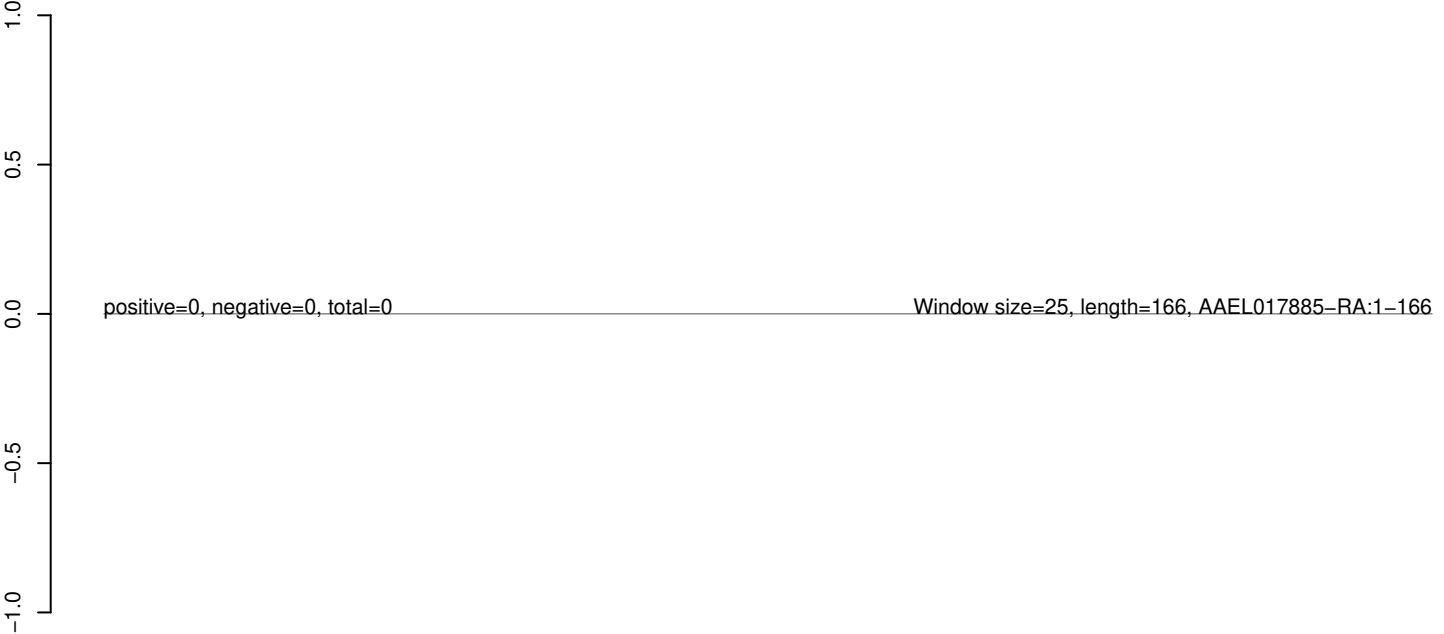 1.0
0.5
0.0
−0.5
−1.0
positive=0, negative=0, total=0
Window size=25, length=166, AAEL017885−RA:1−166